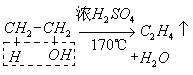 浓H₂SO₄
CH₂-CH₂ → C₂H₄↑
H OH 170℃ +H₂O